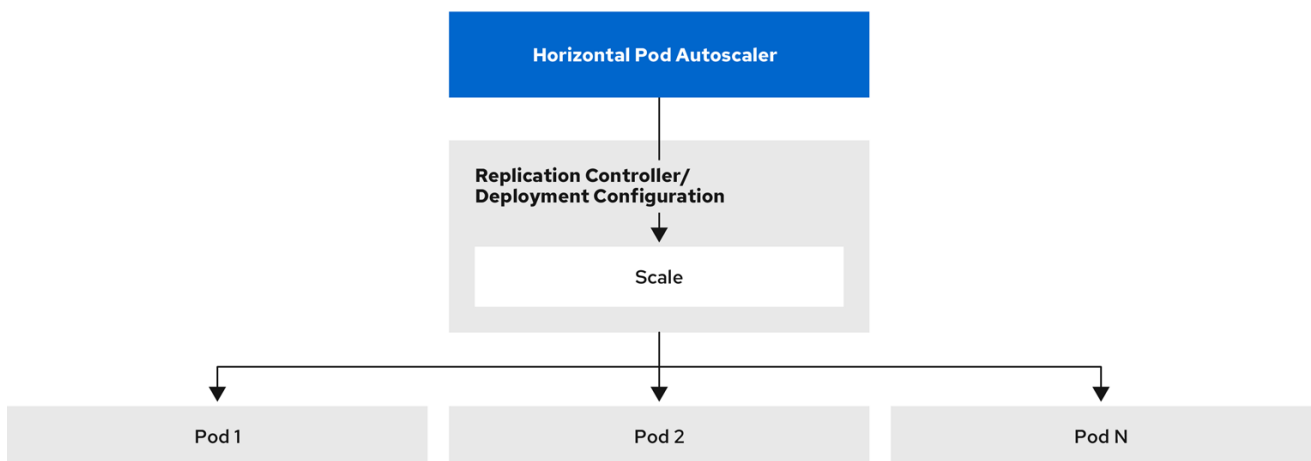 Horizontal Pod Autoscaler
Replication Controller/
Deployment Configuration
Scale
Pod 1
Pod 2
Pod N